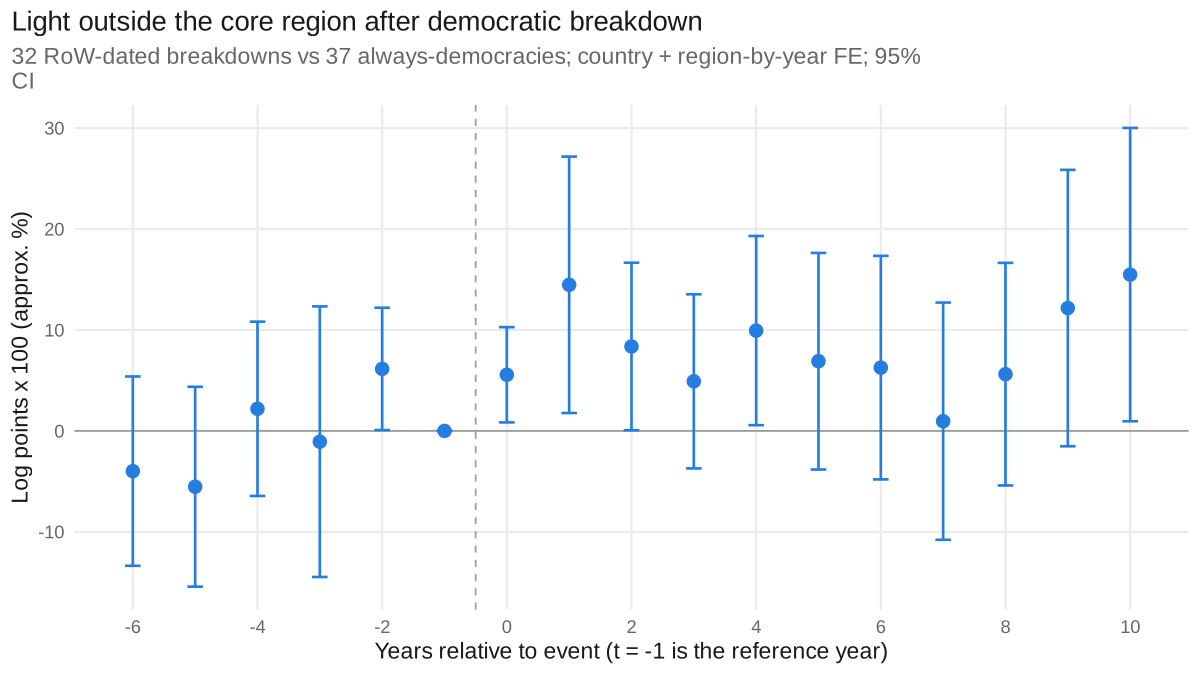 Light outside the core region after democratic breakdown
32 RoW-dated breakdowns vs 37 always-democracies; country + region-by-year FE; 95%
CI
Log points x 100 (approx. %)
30
20
10
0
-10
-6
-4
-2
0
2
4
6
8
10
Years relative to event (t = -1 is the reference year)